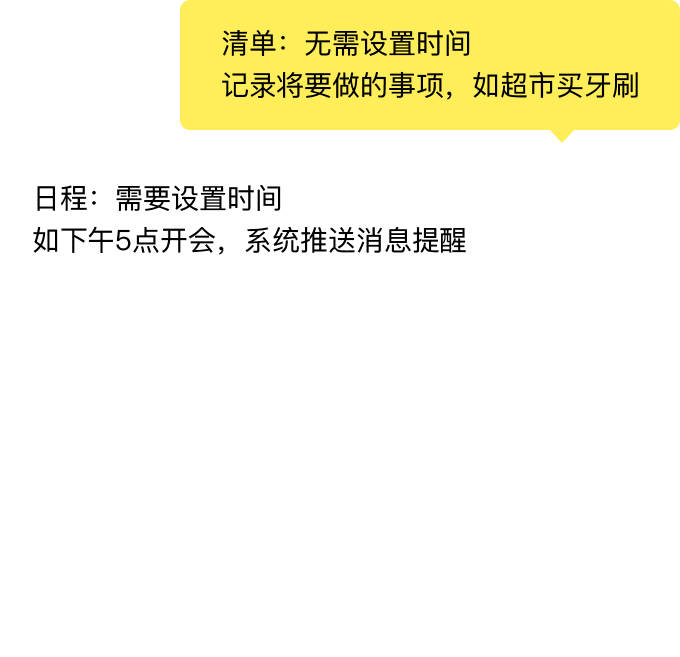 清单：无需设置时间
记录将要做的事项，如超市买牙刷
日程：需要设置时间
如下午5点开会，系统推送消息提醒